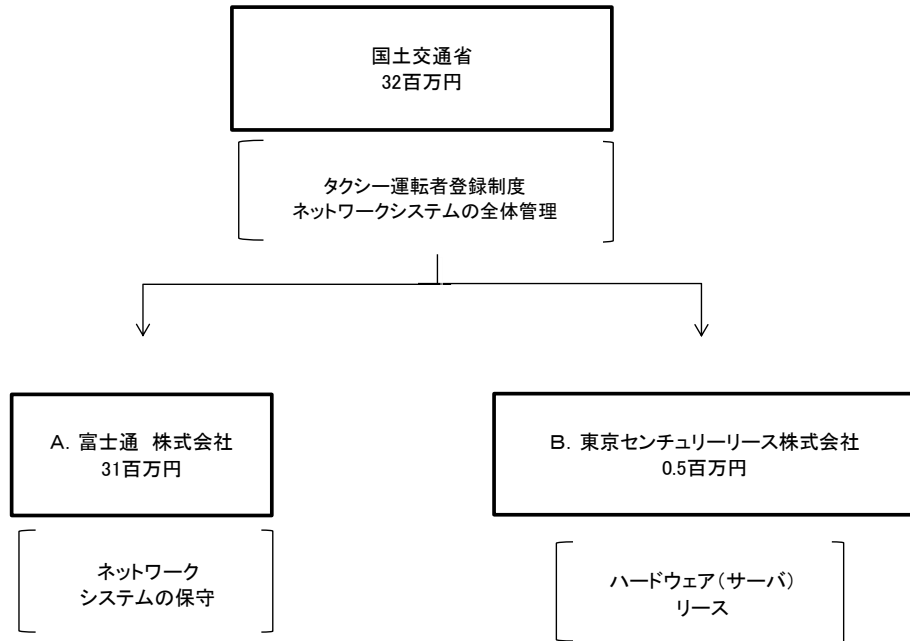 国土交通省
32百万円
タクシー運転者登録制度
ネットワークシステムの全体管理
A．富士通　株式会社
31百万円
B．東京センチュリーリース株式会社
0.5百万円
ネットワーク
システムの保守
ハードウェア（サーバ）
リース